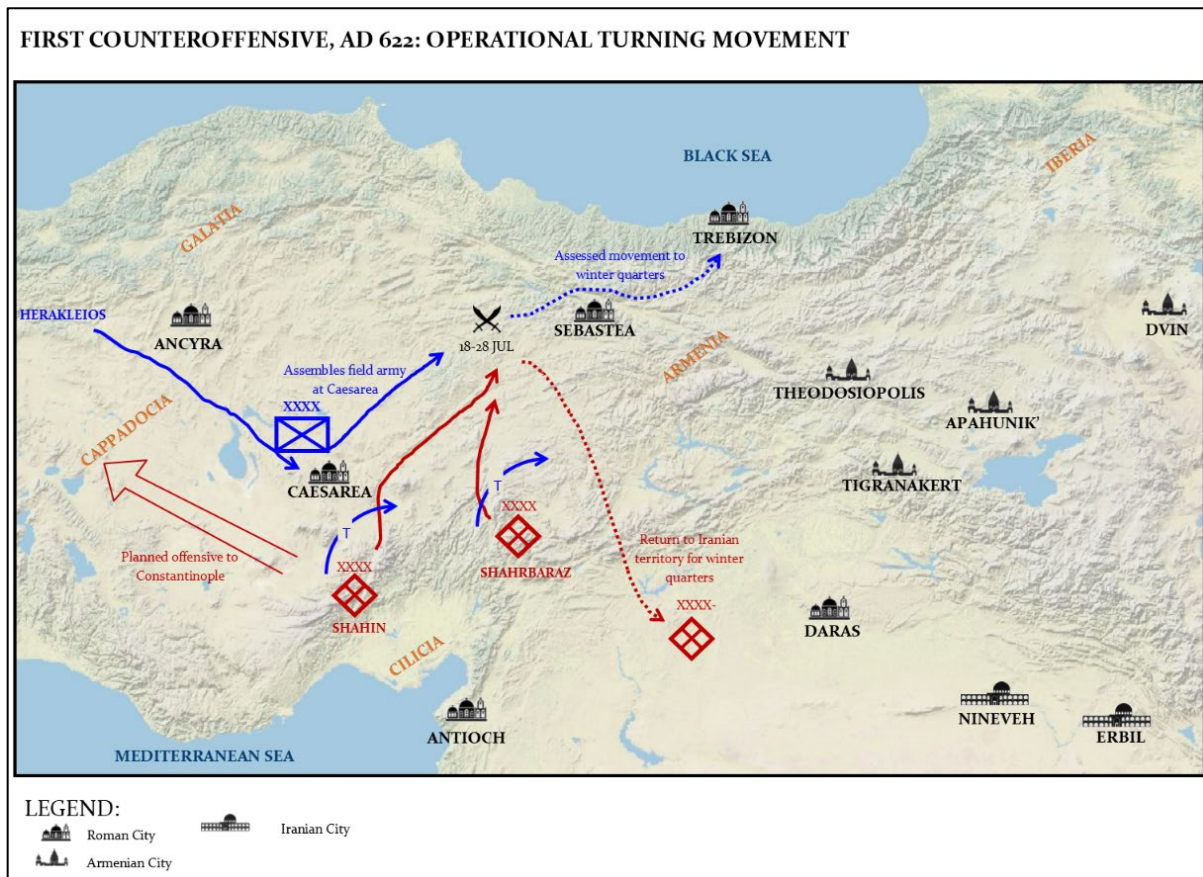 FIRST COUNTEROFFENSIVE, AD 622: OPERATIONAL TURNING MOVEMENT
BLACK SEA
IBERIA
GALATIA
TREBIZON
Assessed movement to
winter quarters
HERAKLEIOS
ANCYRA
SEBASTEA
DVIN
18-28 JUL
ARMENIA
Assembles field army
at Caesarea
XXXX
THEODOSIOPOLIS
APAHUNIK'
CAPPADOCIA
CAESAREA
TIGRANAKERT
T
XXXX
T
Planned offensive to
Constantinople
XXXX
SHAHRBARAZ
Return to Iranian
territory for winter
quarters
SHAHIN
XXXX-
DARAS
CILICIA
ANTIOCH
NINEVEH
ERBIL
MEDITERRANEAN SEA
LEGEND:
Roman City
Iranian City
Armenian City